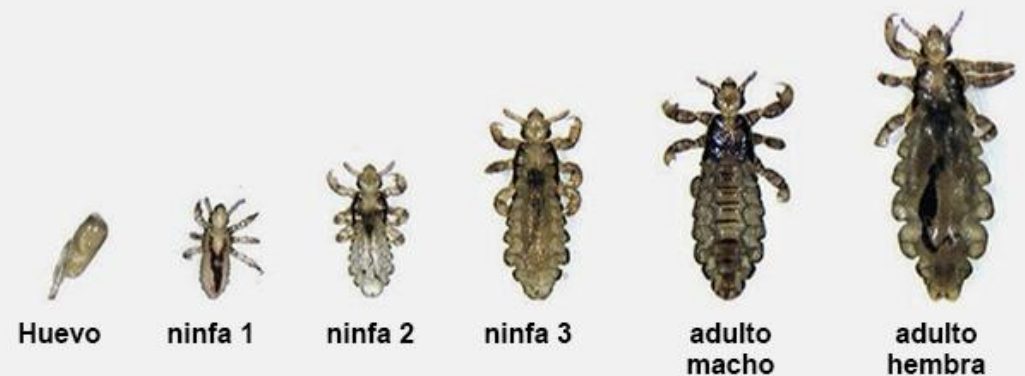 Huevo
ninfa 1
ninfa 2
ninfa 3
adulto
macho
adulto
hembra